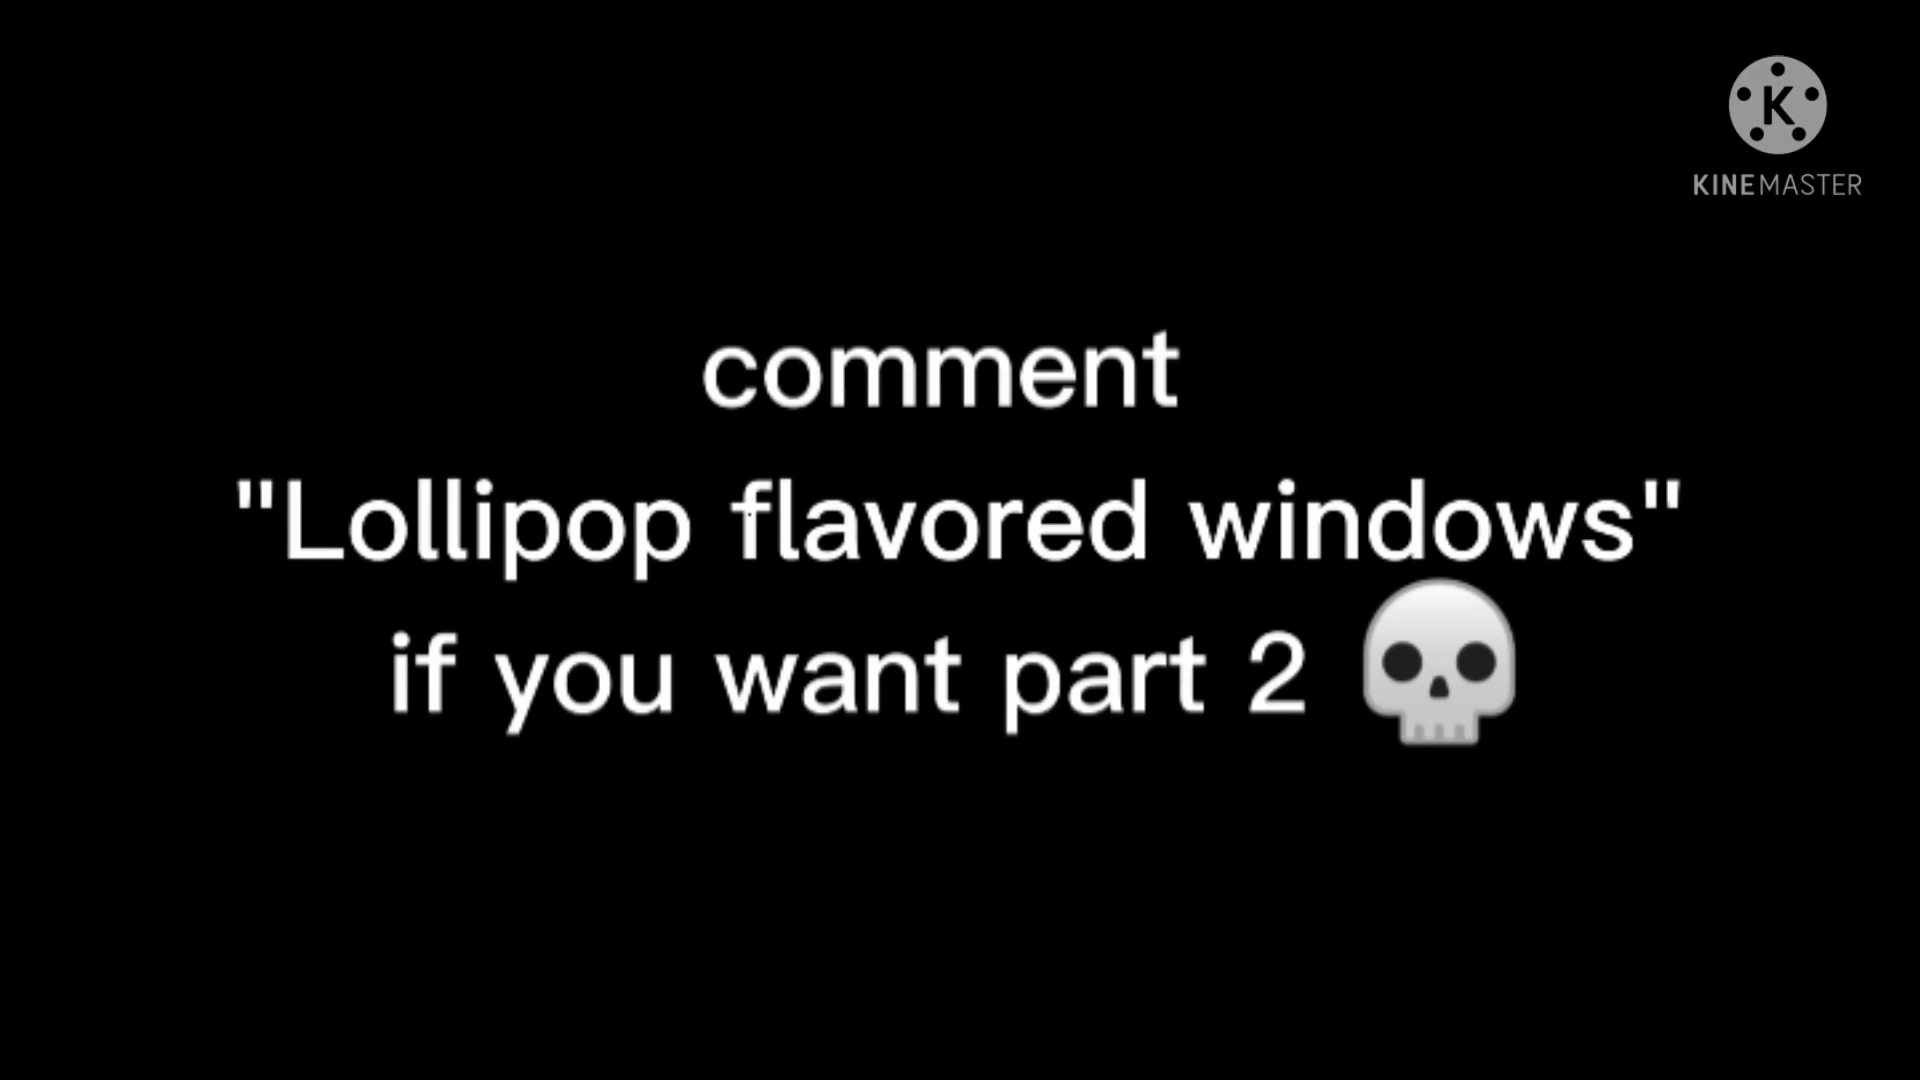 K
KINEMASTER
comment
"Lollipop flavored windows"
if you want part 2 💀